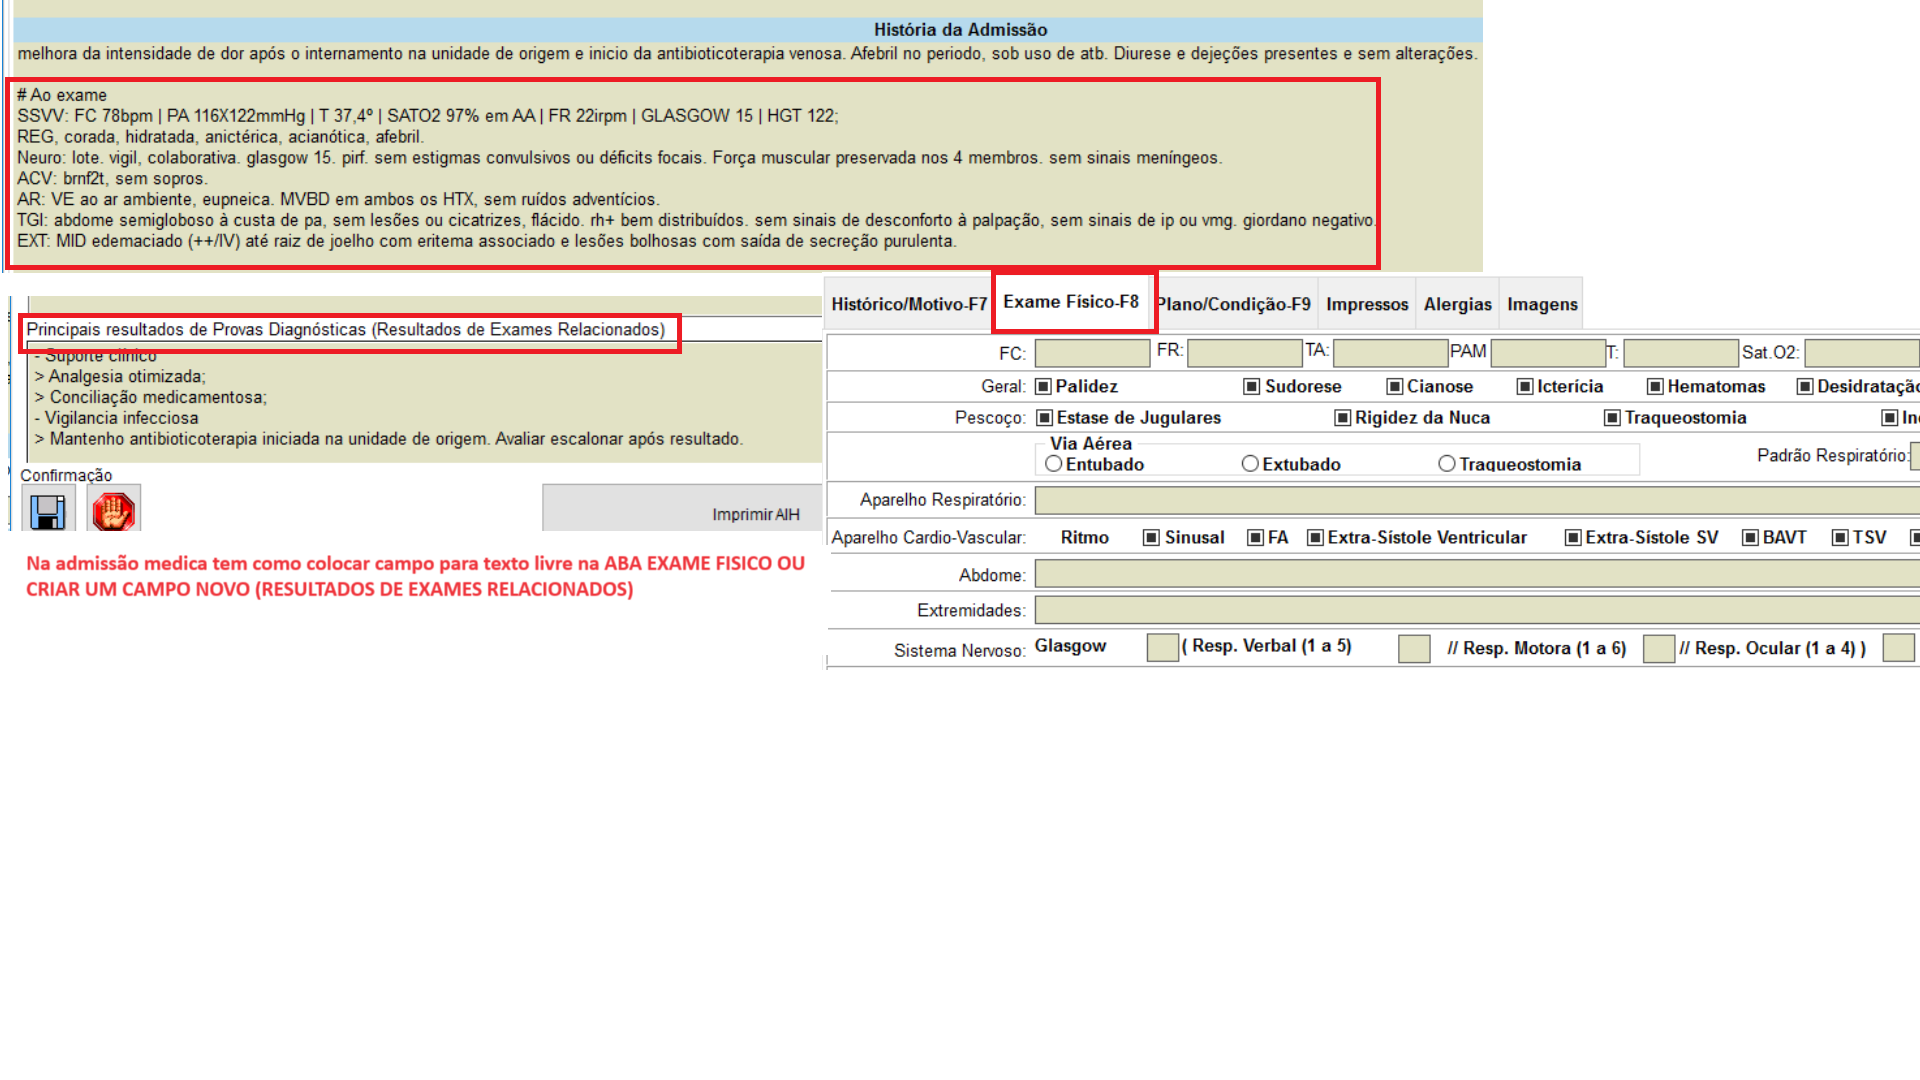 História da Admissão
melhora da intensidade de dor após o internamento na unidade de origem e inicio da antibioticoterapia venosa. Afebril no periodo, sob uso de atb. Diurese e dejeções presentes e sem alterações.
# Ao exame
SSVV: FC 78bpm | PA 116X122mmHg | T 37,4º | SATO2 97% em AA | FR 22irpm | GLASGOW 15 | HGT 122;
REG, corada, hidratada, anictérica, acianótica, afebril.
Neuro: lote. vigil, colaborativa. glasgow 15. pirf. sem estigmas convulsivos ou déficits focais. Força muscular preservada nos 4 membros. sem sinais meníngeos.
ACV: brnf2t, sem sopros.
AR: VE ao ar ambiente, eupneica. MVBD em ambos os HTX, sem ruídos adventícios.
TGI: abdome semigloboso à custa de pa, sem lesões ou cicatrizes, flácido. rh+ bem distribuídos. sem sinais de desconforto à palpação, sem sinais de ip ou vmg. giordano negativo.
EXT: MID edemaciado (++/IV) até raiz de joelho com eritema associado e lesões bolhosas com saída de secreção purulenta.
Principais resultados de Provas Diagnósticas (Resultados de Exames Relacionados)
- Suporte clínico
> Analgesia otimizada;
> Conciliação medicamentosa;
- Vigilancia infecciosa
> Mantenho antibioticoterapia iniciada na unidade de origem. Avaliar escalonar após resultado.
Confirmação
Imprimir AIH
Na admissão medica tem como colocar campo para texto livre na ABA EXAME FISICO OU
CRIAR UM CAMPO NOVO (RESULTADOS DE EXAMES RELACIONADOS)
Histórico/Motivo-F7 Exame Físico-F8 Plano/Condição-F9 Impressos Alergias Imagens
FC: FR: TA: PAM T: Sat.O2:
Geral: Palidez Sudorese Cianose Icterícia Hematomas Desidratação
Pescoço: Estase de Jugulares Rigidez da Nuca Traqueostomia
Via Aérea
Entubado Extubado Traqueostomia Padrão Respiratório:
Aparelho Respiratório:
Aparelho Cardio-Vascular: Ritmo Sinusal FA Extra-Sístole Ventricular Extra-Sístole SV BAVT TSV
Abdome:
Extremidades:
Sistema Nervoso: Glasgow ( Resp. Verbal (1 a 5) // Resp. Motora (1 a 6) // Resp. Ocular (1 a 4) )